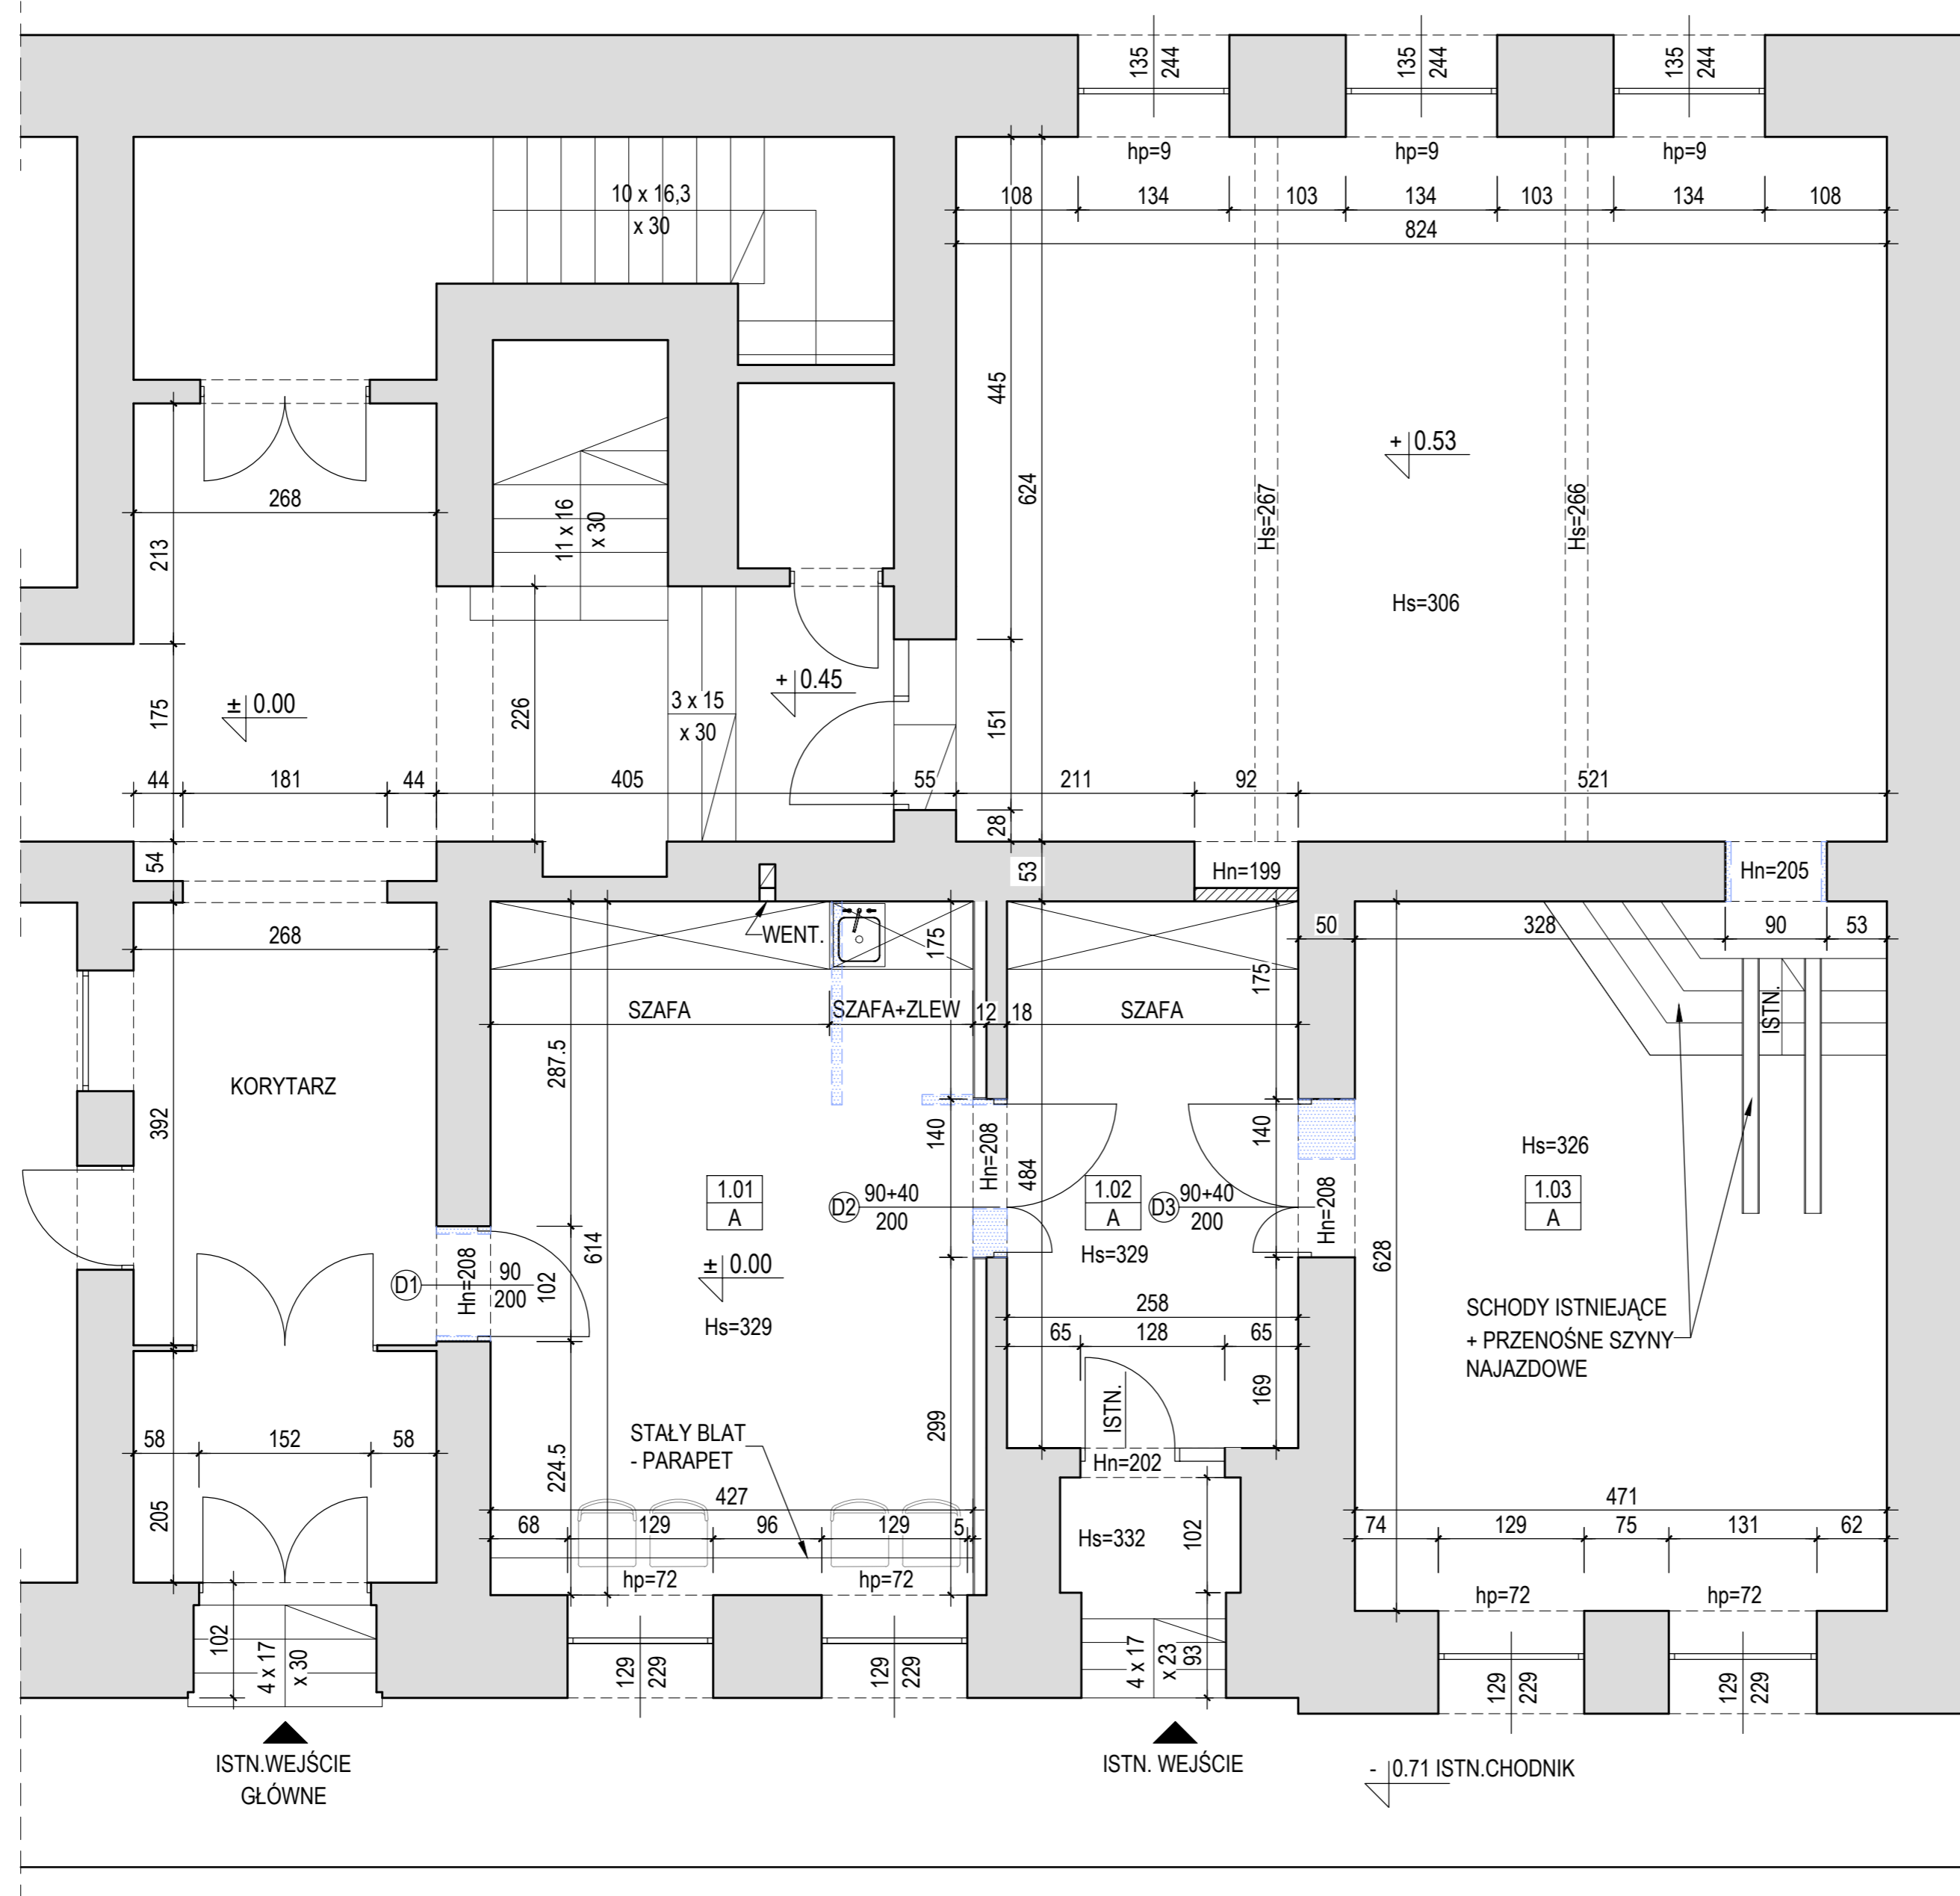 135
244
135
244
135
244
hp=9
hp=9
hp=9
10 x 16,3
x 30
108
134
103
134
103
134
108
824
445
624
+ 0.53
268
11 x 16
x 30
Hs=267
Hs=266
213
Hs=306
175
± 0.00
226
3 x 15
x 30
+ 0.45
151
44
181
44
405
55
211
92
521
28
54
53
Hn=199
Hn=205
268
WENT.
175
50
328
90
53
175
SZAFA
SZAFA+ZLEW
12
18
SZAFA
ISTN.
287.5
KORYTARZ
392
140
Hn=208
484
140
Hs=326
1.01
A
D2
90+40
200
1.02
A
D3
90+40
200
Hn=208
1.03
A
614
± 0.00
Hs=329
628
D1
Hn=208
90
200
102
Hs=329
258
65
128
65
SCHODY ISTNIEJĄCE
+ PRZENOŚNE SZYNY
NAJAZDOWE
ISTN.
169
58
152
58
STAŁY BLAT
- PARAPET
299
224.5
Hn=202
205
427
68
129
96
129
5
Hs=332
102
471
74
129
75
131
62
hp=72
hp=72
hp=72
hp=72
102
4 x 17
x 30
129
229
129
229
4 x 17
x 23
93
129
229
129
229
ISTN.WEJŚCIE
GŁÓWNE
ISTN. WEJŚCIE
- 0.71 ISTN.CHODNIK